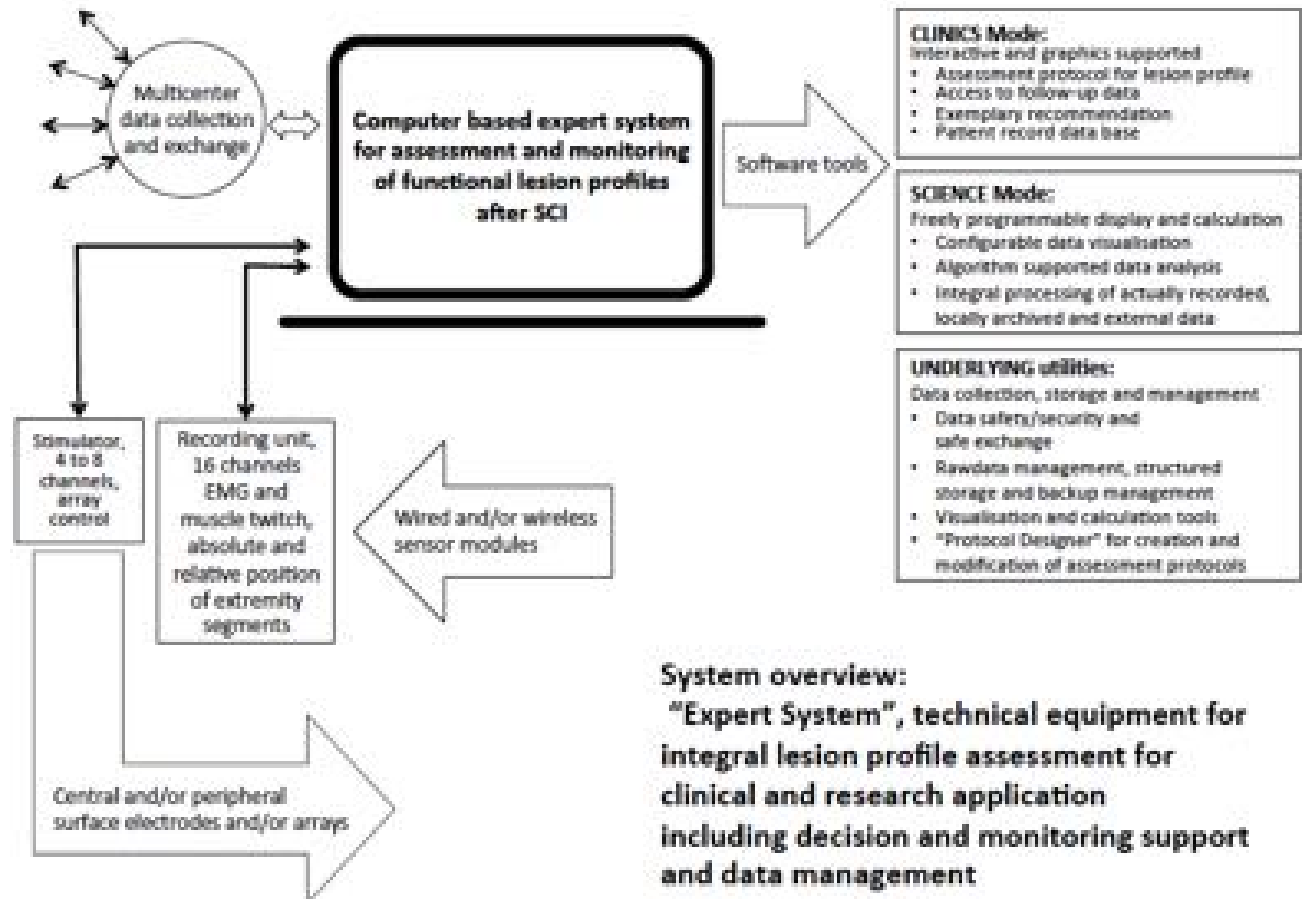 Multicenter
data collection
and exchange
Computer based expert system
for assessment and monitoring
of functional lesion profiles
after SCI
Software tools
CLINICS Mode:
Interactive and graphics supported
• Assessment protocol for lesion profile
• Access to follow-up data
• Exemplary recommendation
• Patient record data base
SCIENCE Mode:
Freely programmable display and calculation
• Configurable data visualisation
• Algorithm supported data analysis
• Integral processing of actually recorded,
locally archived and external data
UNDERLYING utilities:
Data collection, storage and management
• Data safety/security and
safe exchange
• Rawdata management, structured
storage and backup management
• Visualisation and calculation tools
• "Protocol Designer" for creation and
modification of assessment protocols
Stimulator,
4 to 8
channels,
array
control
Recording unit,
16 channels
EMG and
muscle twitch,
absolute and
relative position
of extremity
segments
Wired and/or wireless
sensor modules
Central and/or peripheral
surface electrodes and/or arrays
System overview:
"Expert System", technical equipment for
integral lesion profile assessment for
clinical and research application
including decision and monitoring support
and data management